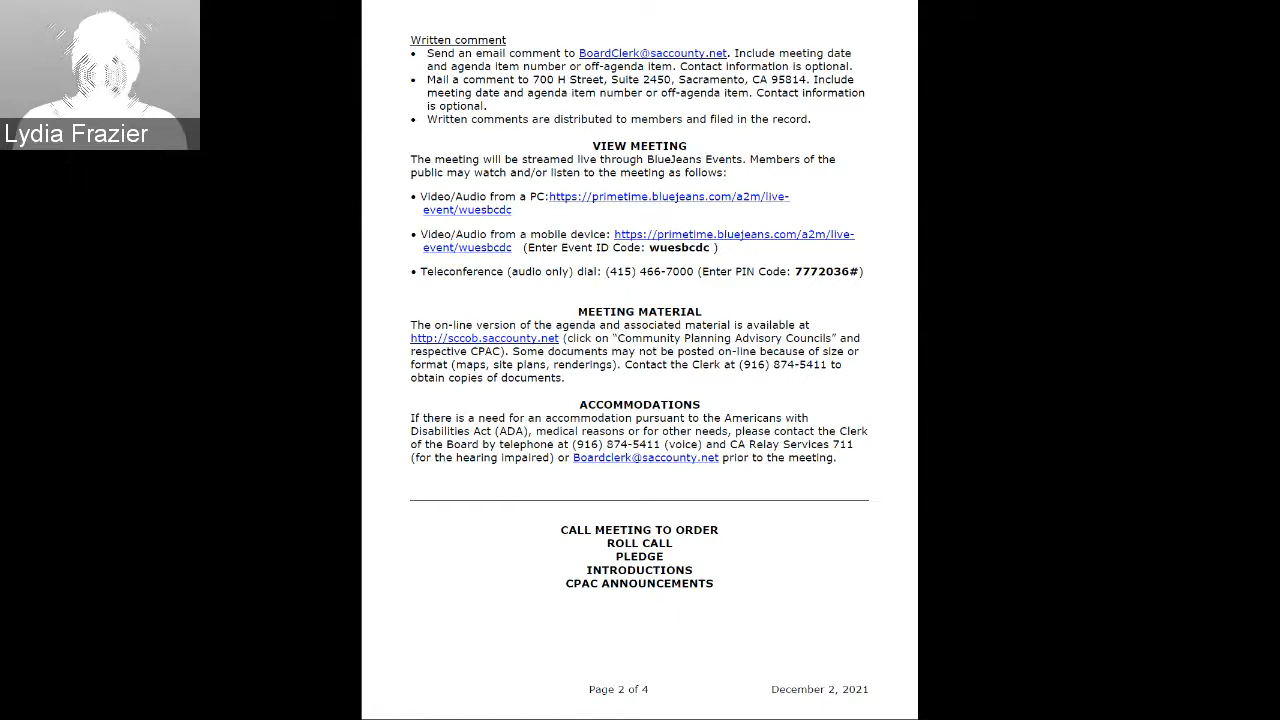 Lydia Frazier
Written comment
• Send an email comment to BoardClerk@saccounty.net. Include meeting date
and agenda item number or off-agenda item. Contact information is optional.
• Mail a comment to 700 H Street, Suite 2450, Sacramento, CA 95814. Include
meeting date and agenda item number or off-agenda item. Contact information
is optional.
• Written comments are distributed to members and filed in the record.
VIEW MEETING
The meeting will be streamed live through BlueJeans Events. Members of the
public may watch and/or listen to the meeting as follows:
• Video/Audio from a PC:https://primetime.bluejeans.com/a2m/live-
event/wuesbcdc
• Video/Audio from a mobile device: https://primetime.bluejeans.com/a2m/live-
event/wuesbcdc (Enter Event ID Code: wuesbcdc )
• Teleconference (audio only) dial: (415) 466-7000 (Enter PIN Code: 7772036#)
MEETING MATERIAL
The on-line version of the agenda and associated material is available at
http://sccob.saccounty.net (click on “Community Planning Advisory Councils” and
respective CPAC). Some documents may not be posted on-line because of size or
format (maps, site plans, renderings). Contact the Clerk at (916) 874-5411 to
obtain copies of documents.
ACCOMMODATIONS
If there is a need for an accommodation pursuant to the Americans with
Disabilities Act (ADA), medical reasons or for other needs, please contact the Clerk
of the Board by telephone at (916) 874-5411 (voice) and CA Relay Services 711
(for the hearing impaired) or Boardclerk@saccounty.net prior to the meeting.
CALL MEETING TO ORDER
ROLL CALL
PLEDGE
INTRODUCTIONS
CPAC ANNOUNCEMENTS
Page 2 of 4 December 2, 2021